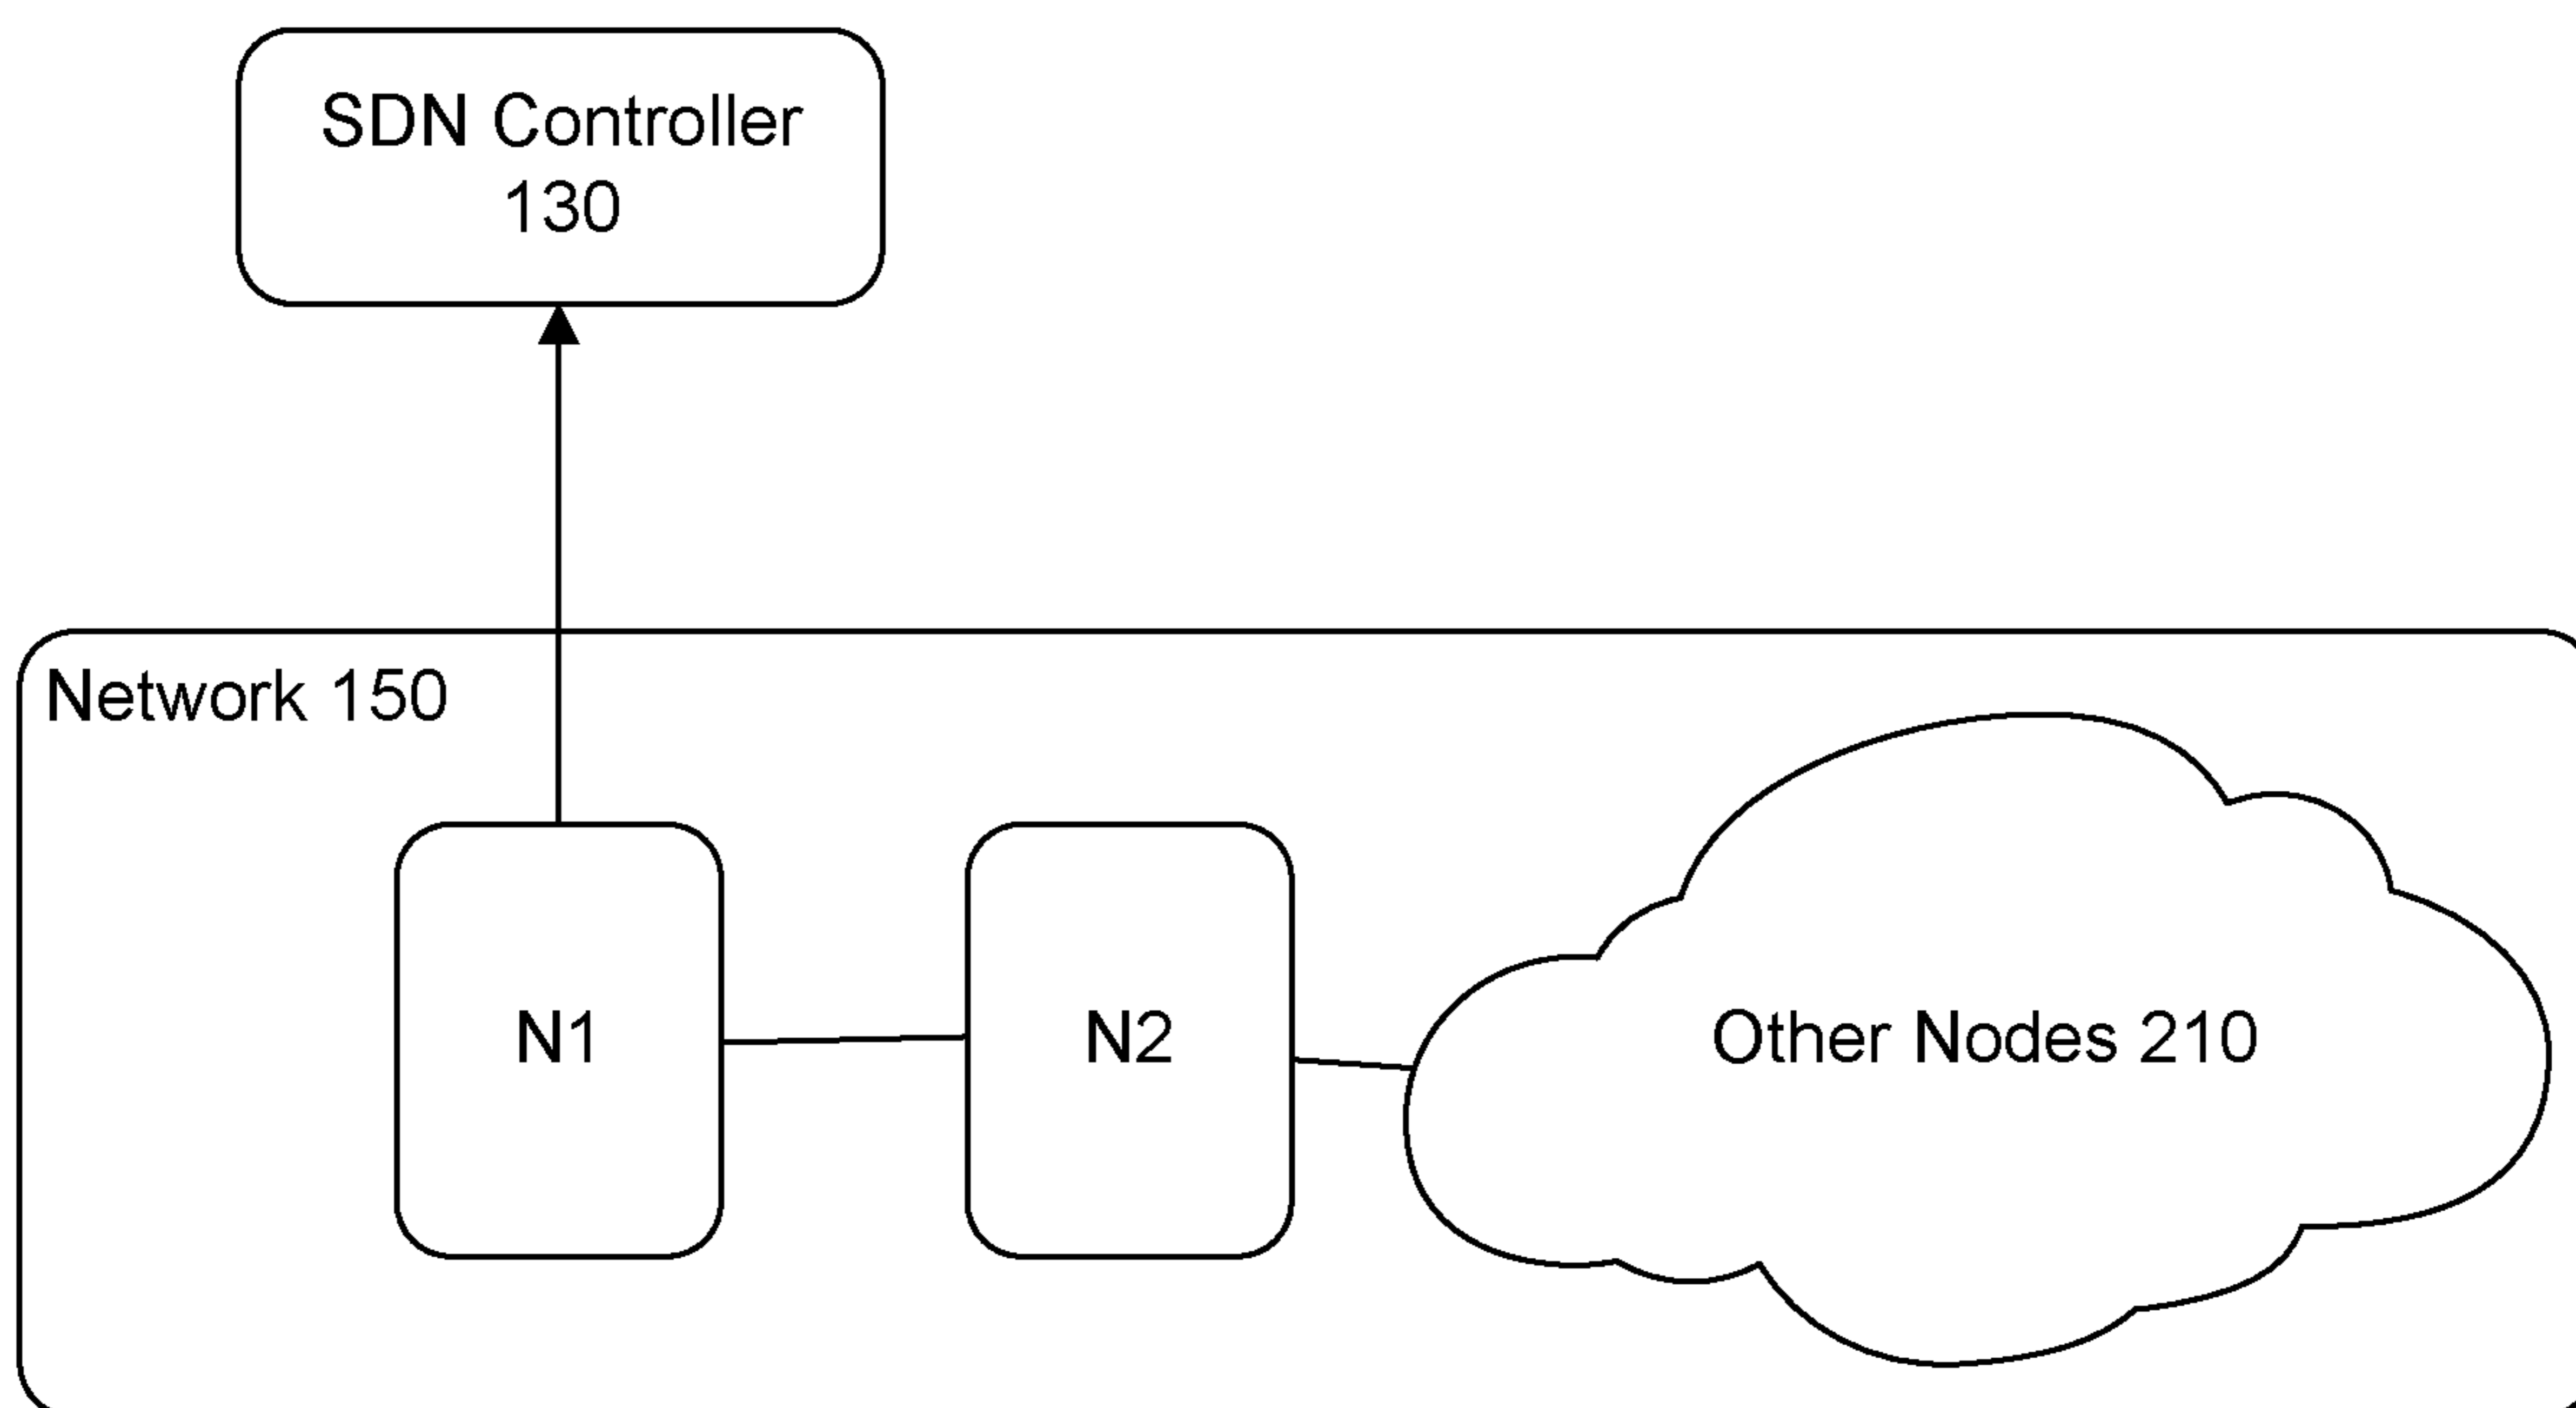 SDN Controller
130
Network 150
N1
N2
Other Nodes 210